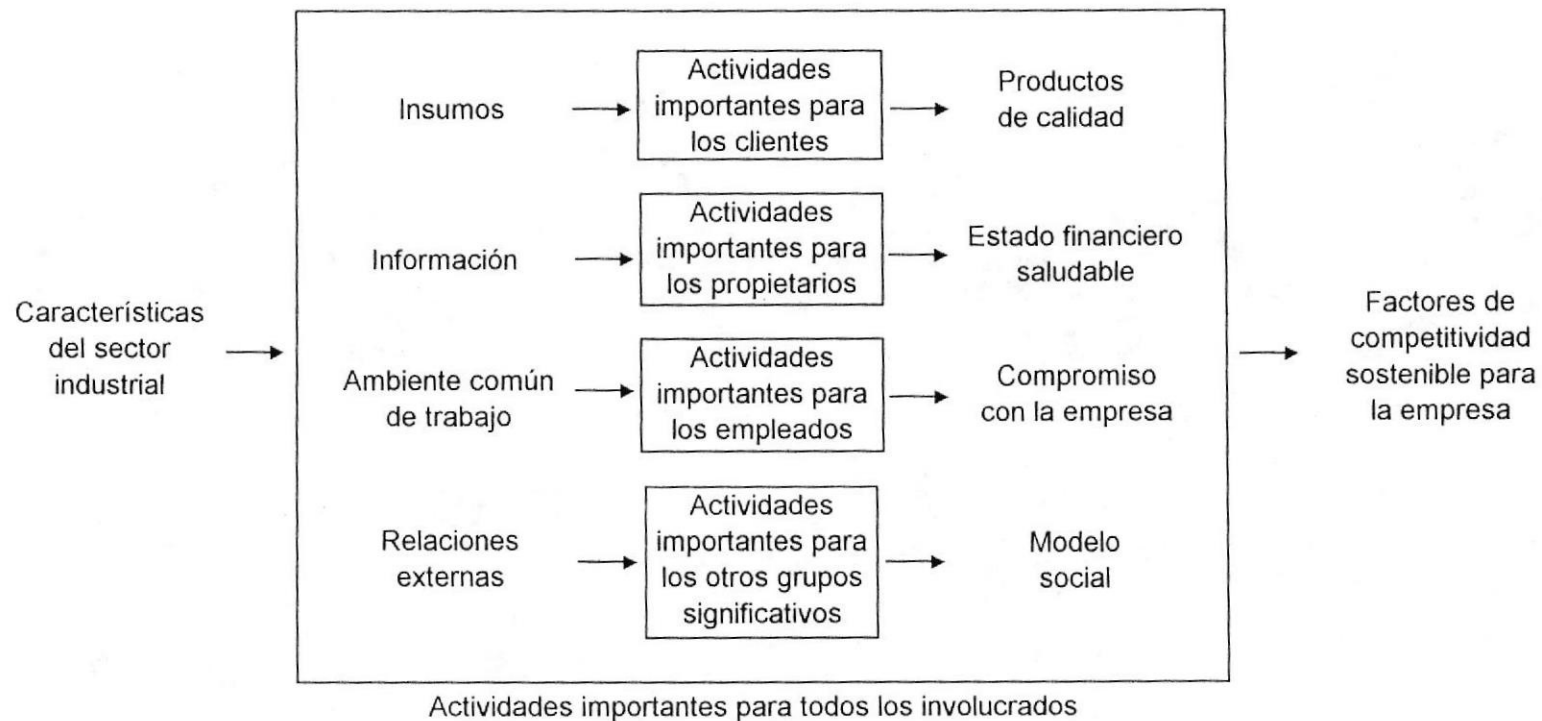 Características
del sector
industrial
Insumos
Actividades
importantes para
los clientes
Productos
de calidad
Información
Actividades
importantes para
los propietarios
Estado financiero
saludable
Ambiente común
de trabajo
Actividades
importantes para
los empleados
Compromiso
con la empresa
Relaciones
externas
Actividades
importantes para
los otros grupos
significativos
Modelo
social
Factores de
competitividad
sostenible para
la empresa
Actividades importantes para todos los involucrados